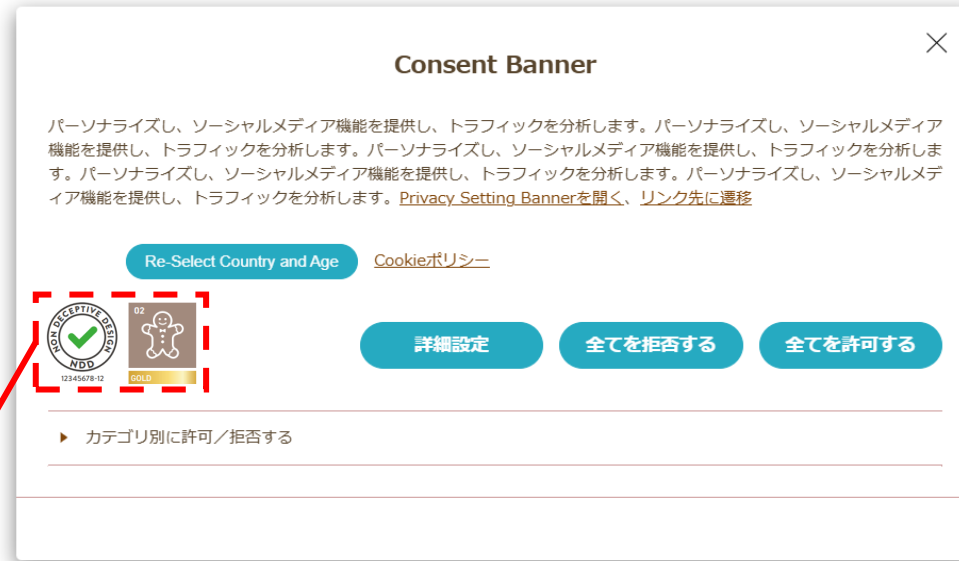 Consent Banner
パーソナライズし、ソーシャルメディア機能を提供し、トラフィックを分析します。パーソナライズし、ソーシャルメディア
機能を提供し、トラフィックを分析します。パーソナライズし、ソーシャルメディア機能を提供し、トラフィックを分析しま
す。パーソナライズし、ソーシャルメディア機能を提供し、トラフィックを分析します。パーソナライズし、ソーシャルメデ
ィア機能を提供し、トラフィックを分析します。Privacy Setting Bannerを開く、リンク先に遷移
Re-Select Country and Age
Cookieポリシー
NON DECEPTIVE DESIGN
NDD
12345678-12
02
GOLD
詳細設定
全てを拒否する
全てを許可する
カテゴリ別に許可／拒否する